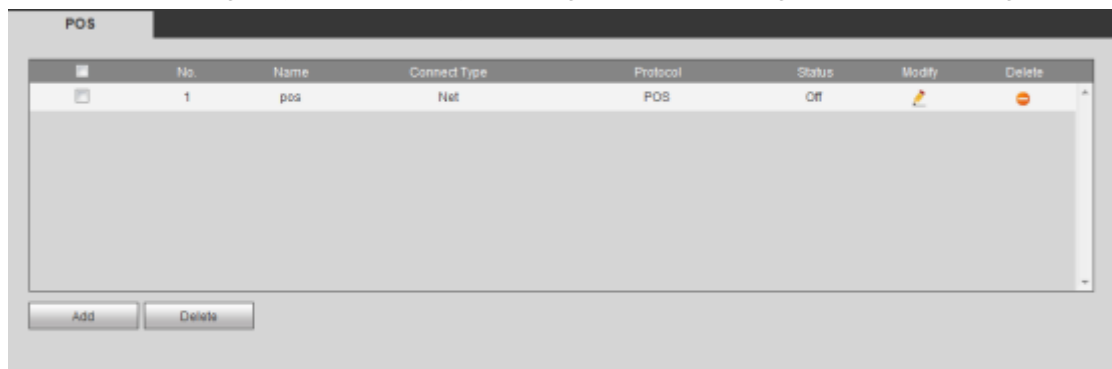 POS
No. Name Connect Type Protocol Status Modify Delete
1 pos Net POS Off
Add Delete